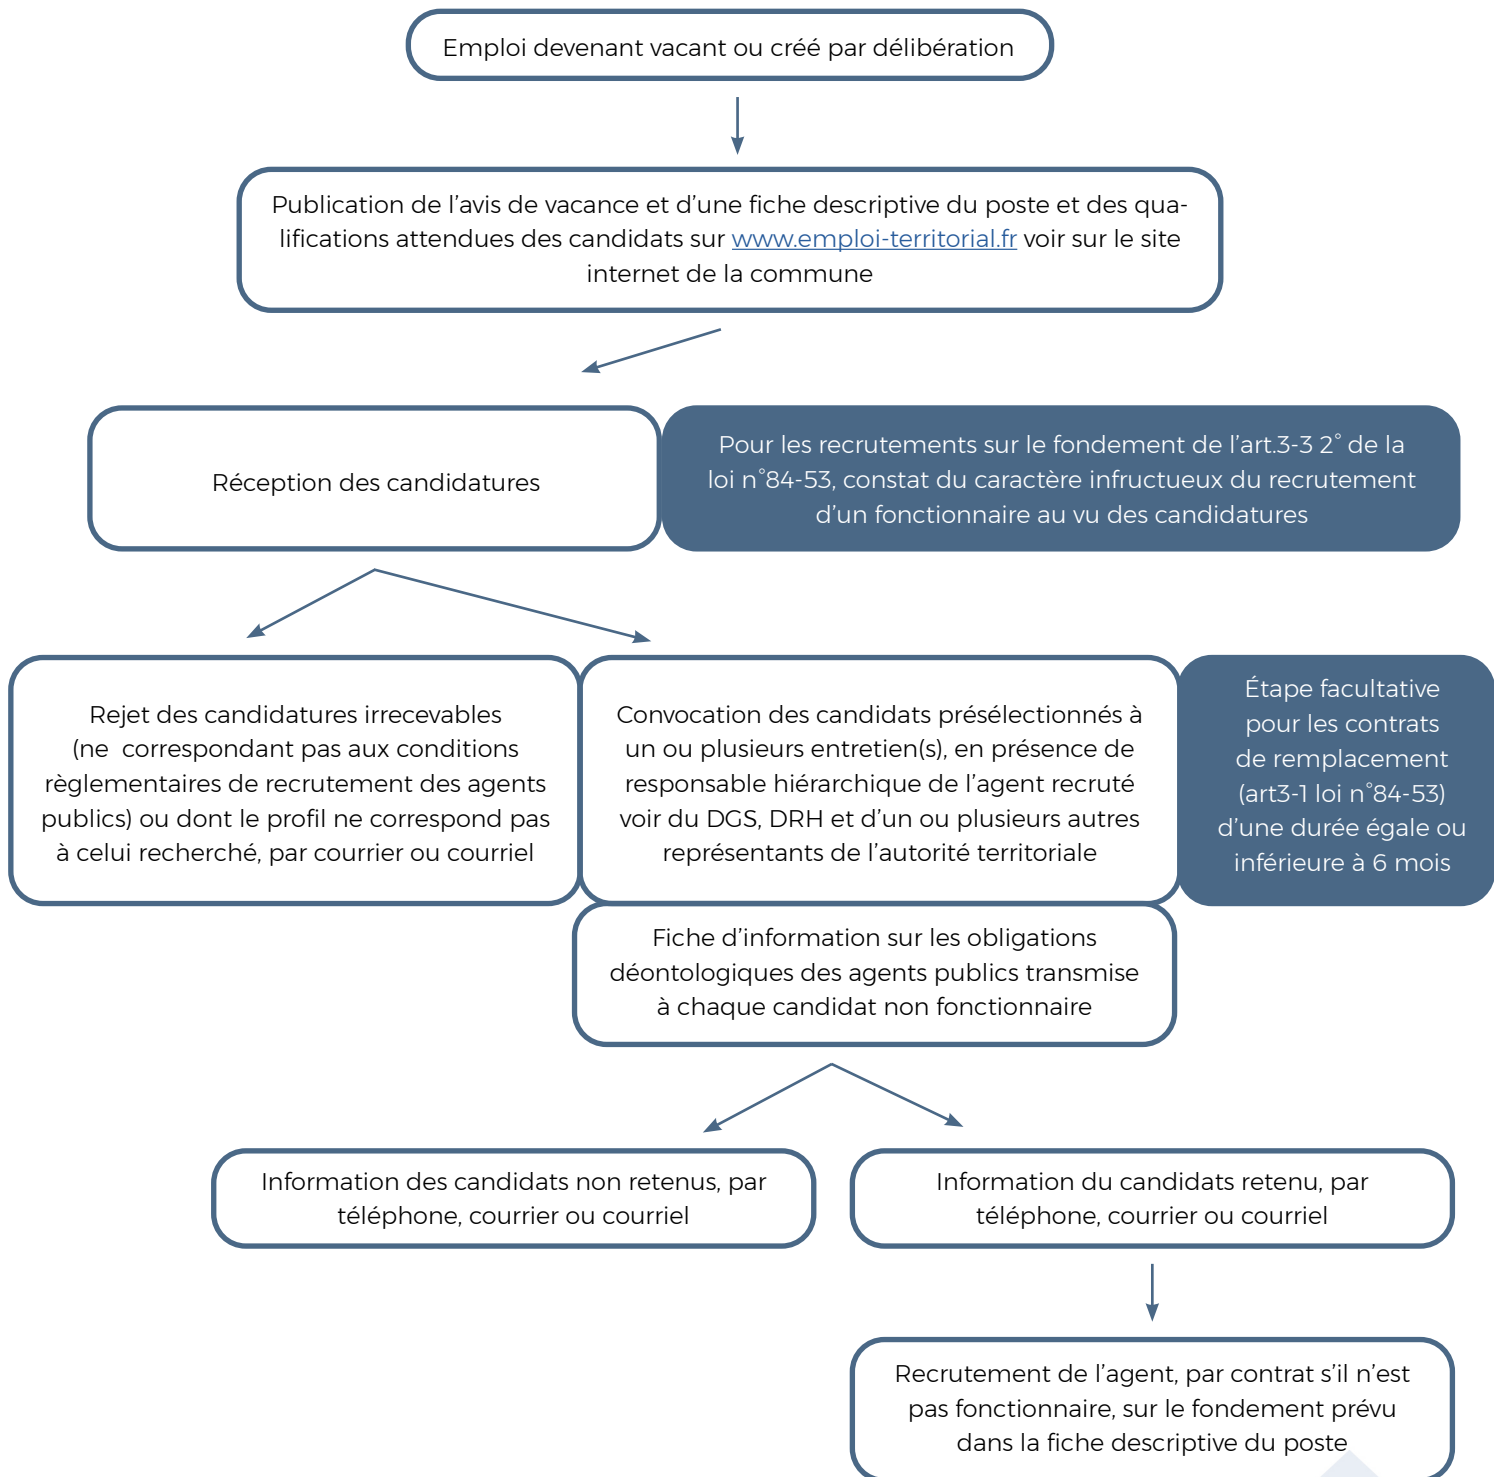 Emploi devenant vacant ou créé par délibération
Publication de l’avis de vacance et d’une fiche descriptive du poste et des qua-
lifications attendues des candidats sur www.emploi-territorial.fr voir sur le site
internet de la commune
Réception des candidatures
Pour les recrutements sur le fondement de l’art.3-3 2° de la
loi n°84-53, constat du caractère infructueux du recrutement
d’un fonctionnaire au vu des candidatures
Rejet des candidatures irrecevables
(ne  correspondant pas aux conditions
règlementaires de recrutement des agents
publics) ou dont le profil ne correspond pas
à celui recherché, par courrier ou courriel
Convocation des candidats présélectionnés à
un ou plusieurs entretien(s), en présence de
responsable hiérarchique de l’agent recruté
voir du DGS, DRH et d’un ou plusieurs autres
représentants de l’autorité territoriale
Étape facultative
pour les contrats
de remplacement
(art3-1 loi n°84-53)
d’une durée égale ou
inférieure à 6 mois
Fiche d’information sur les obligations
déontologiques des agents publics transmise
à chaque candidat non fonctionnaire
Information des candidats non retenus, par
téléphone, courrier ou courriel
Information du candidats retenu, par
téléphone, courrier ou courriel
Recrutement de l’agent, par contrat s’il n’est
pas fonctionnaire, sur le fondement prévu
dans la fiche descriptive du poste